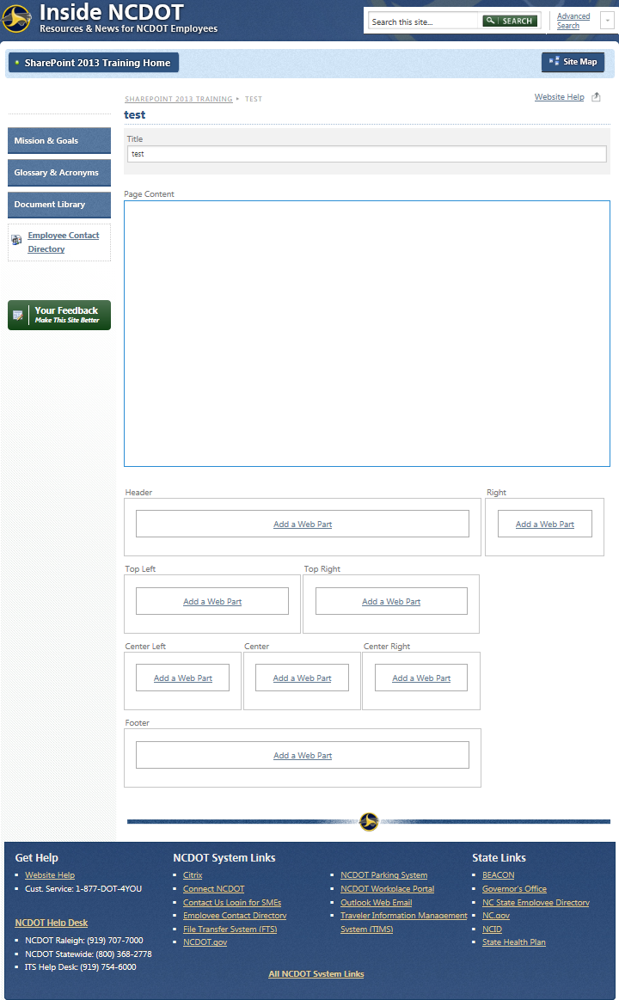 Inside NCDOT
Resources & News for NCDOT Employees
Search this site...
SEARCH
Advanced
Search
SharePoint 2013 Training Home
Site Map
SHAREPOINT 2013 TRAINING ▸ TEST
Website Help
test
Mission & Goals
Glossary & Acronyms
Document Library
Employee Contact
Directory
Your Feedback
Make This Site Better
Title
test
Page Content
Header
Right
Add a Web Part
Add a Web Part
Top Left
Top Right
Add a Web Part
Add a Web Part
Center Left
Center
Center Right
Add a Web Part
Add a Web Part
Add a Web Part
Footer
Add a Web Part
Get Help
Website Help
Cust. Service: 1-877-DOT-4YOU
NCDOT Help Desk
NCDOT Raleigh: (919) 707-7000
NCDOT Statewide: (800) 368-2778
ITS Help Desk: (919) 754-6000
NCDOT System Links
Citrix
Connect NCDOT
Contact Us Login for SMEs
Employee Contact Directory
File Transfer System (FTS)
NCDOT.gov
NCDOT Parking System
NCDOT Workplace Portal
Outlook Web Email
Traveler Information Management
System (TIMS)
All NCDOT System Links
State Links
BEACON
Governor's Office
NC State Employee Directory
NC.gov
NCID
State Health Plan